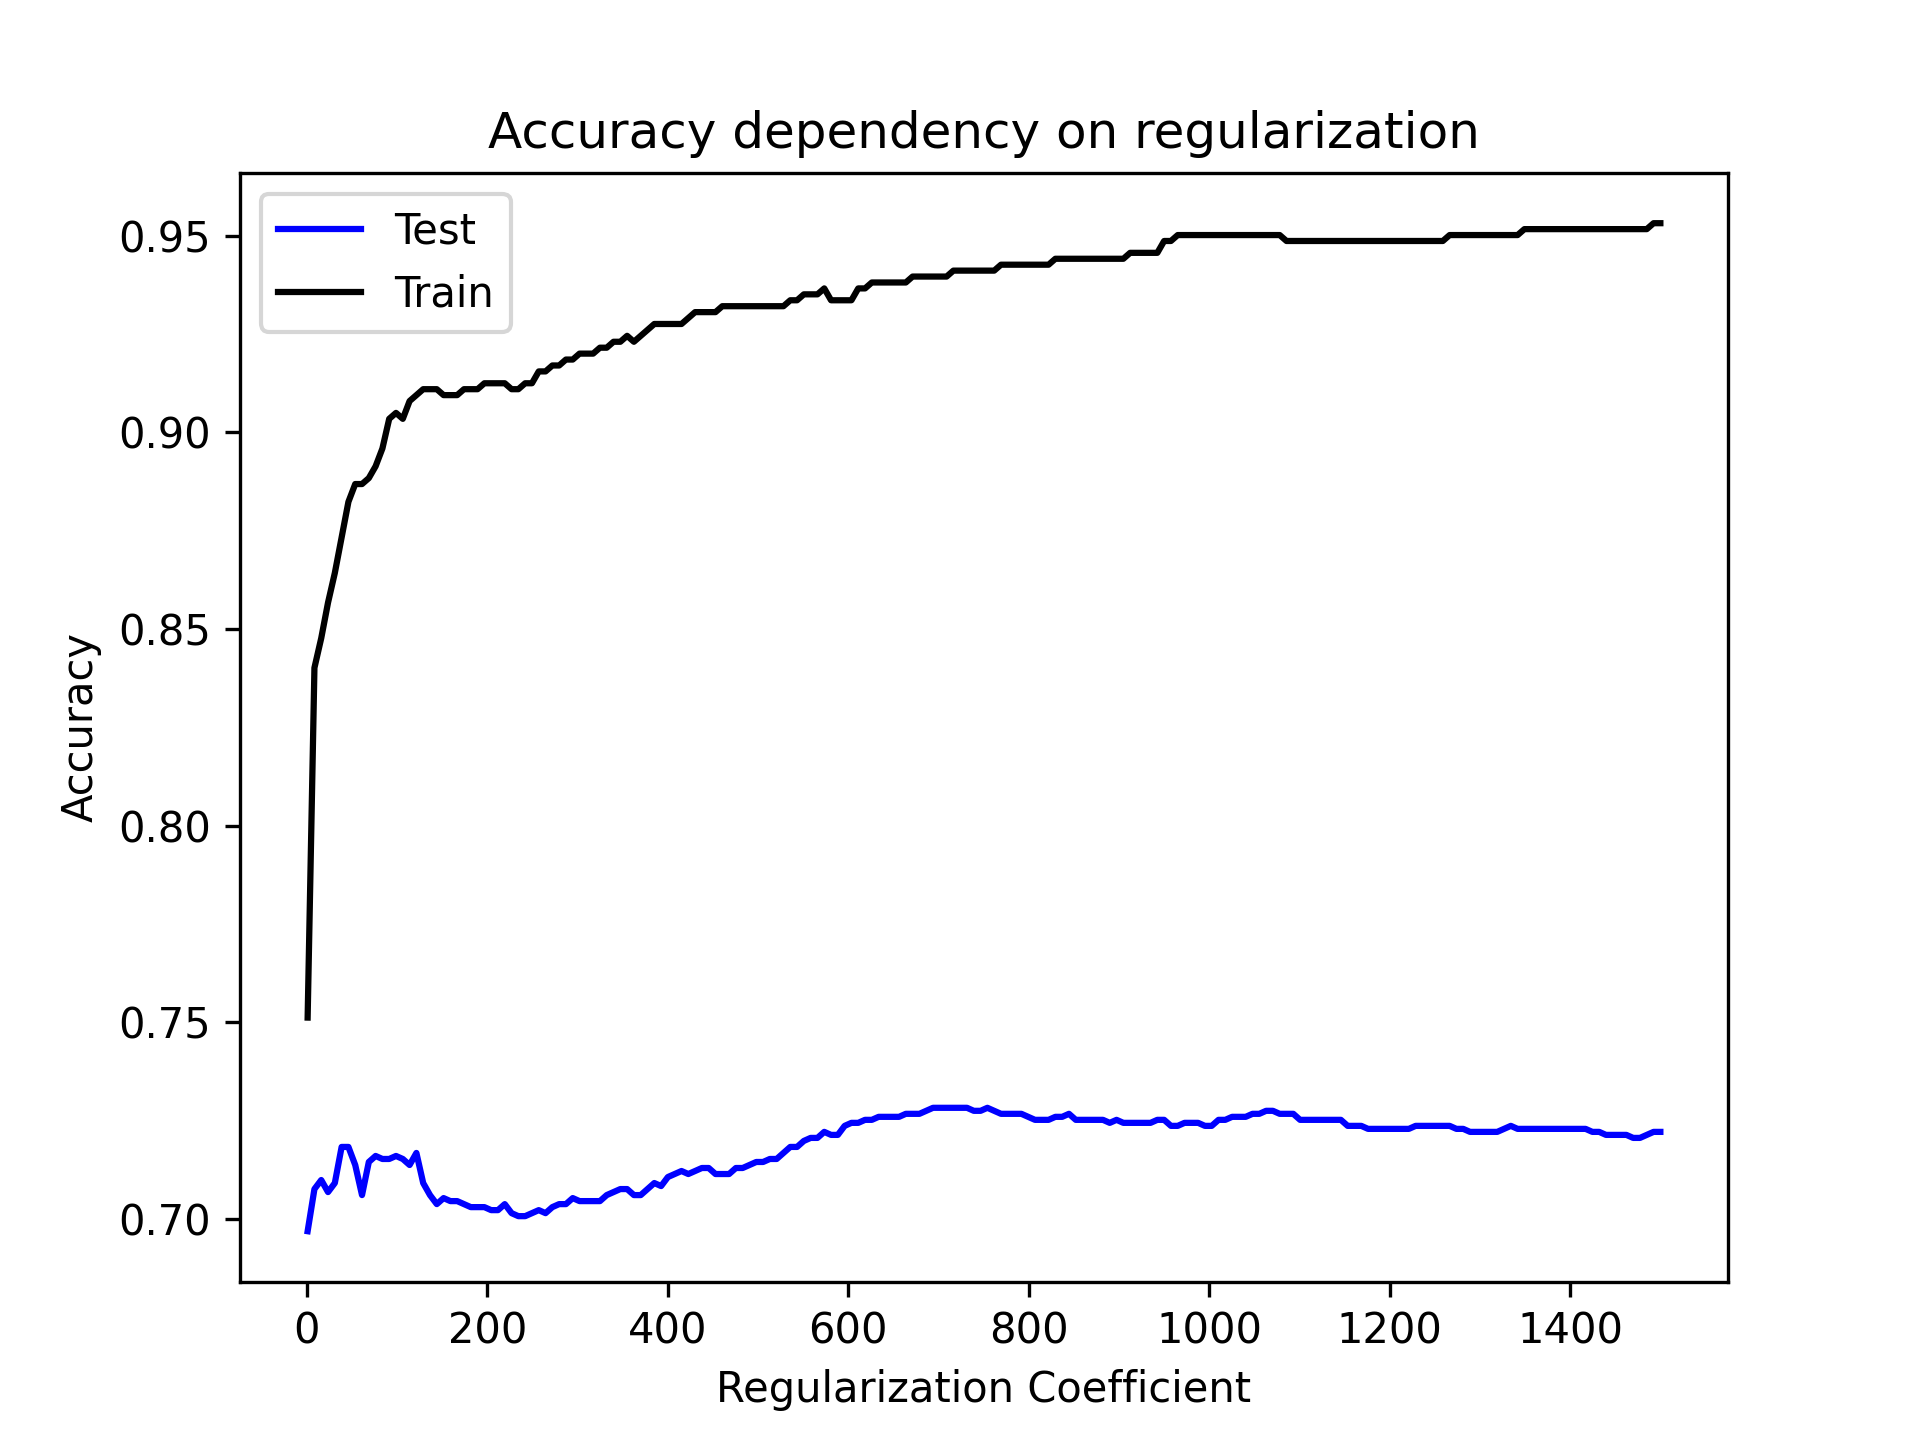 Accuracy dependency on regularization
Test
Train
0.95
0.90
0.85
0.80
0.75
0.70
Accuracy
0 200 400 600 800 1000 1200 1400
Regularization Coefficient